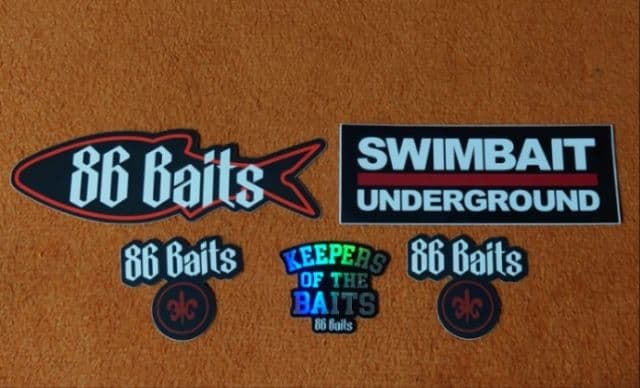 86 Baits
SWIMBAIT
UNDERGROUND
86 Baits
KEEPERS
OF THE
BAITS
86 Baits
86 Baits